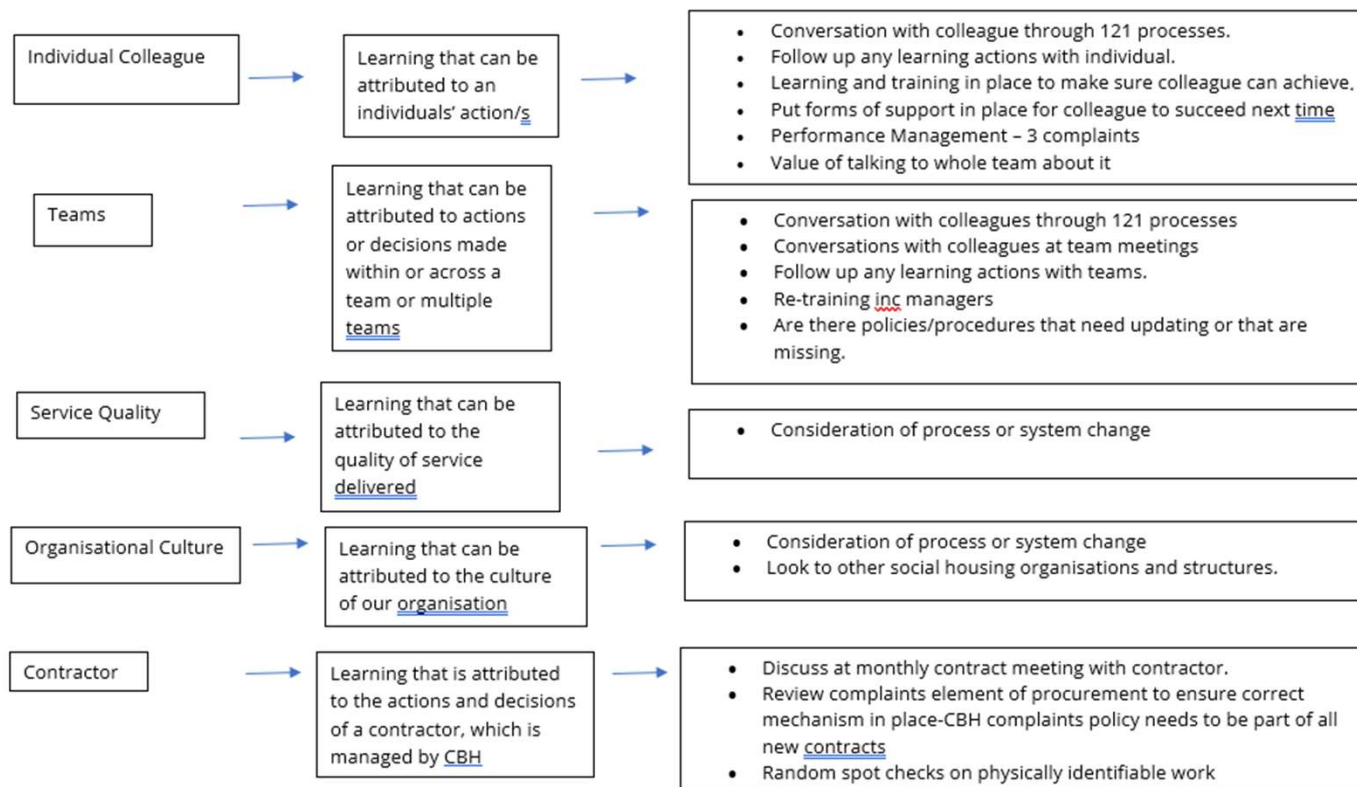 Individual Colleague
Learning that can be
attributed to an
individuals’ action/s
• Conversation with colleague through 121 processes.
• Follow up any learning actions with individual.
• Learning and training in place to make sure colleague can achieve.
• Put forms of support in place for colleague to succeed next time
• Performance Management – 3 complaints
• Value of talking to whole team about it
Teams
Learning that can be
attributed to actions
or decisions made
within or across a
team or multiple
teams
• Conversation with colleagues through 121 processes
• Conversations with colleagues at team meetings
• Follow up any learning actions with teams.
• Re-training inc managers
• Are there policies/procedures that need updating or that are
missing.
Service Quality
Learning that can be
attributed to the
quality of service
delivered
• Consideration of process or system change
Organisational Culture
Learning that can be
attributed to the culture
of our organisation
• Consideration of process or system change
• Look to other social housing organisations and structures.
Contractor
Learning that is attributed
to the actions and decisions
of a contractor, which is
managed by CBH
• Discuss at monthly contract meeting with contractor.
• Review complaints element of procurement to ensure correct
mechanism in place-CBH complaints policy needs to be part of all
new contracts
• Random spot checks on physically identifiable work